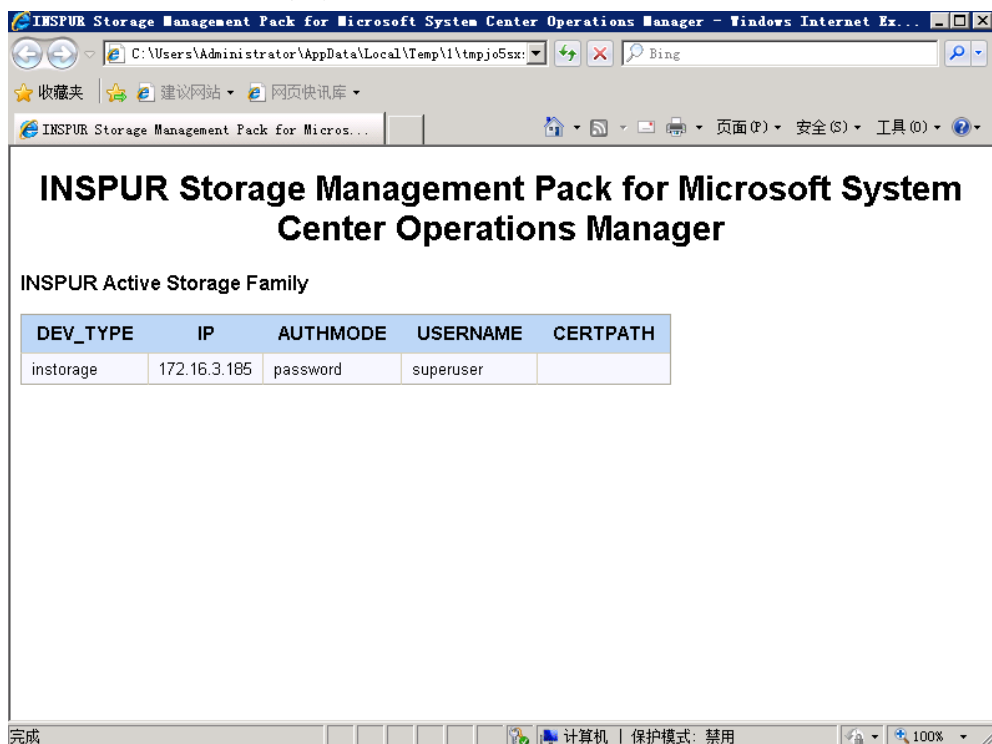 INSPUR Storage Management Pack for Microsoft System Center Operations Manager - Windows Internet Ex...
C:\Users\Administrator\AppData\Local\Temp\1\tmpjo5sx:
Bing
收藏夹 建议网站 网页快讯库
INSPUR Storage Management Pack for Micros...
页面(P) 安全(S) 工具(O)
INSPUR Storage Management Pack for Microsoft System
Center Operations Manager
INSPUR Active Storage Family
DEV_TYPE IP AUTHMODE USERNAME CERTPATH
instorage 172.16.3.185 password superuser
完成 计算机 | 保护模式: 禁用 100%